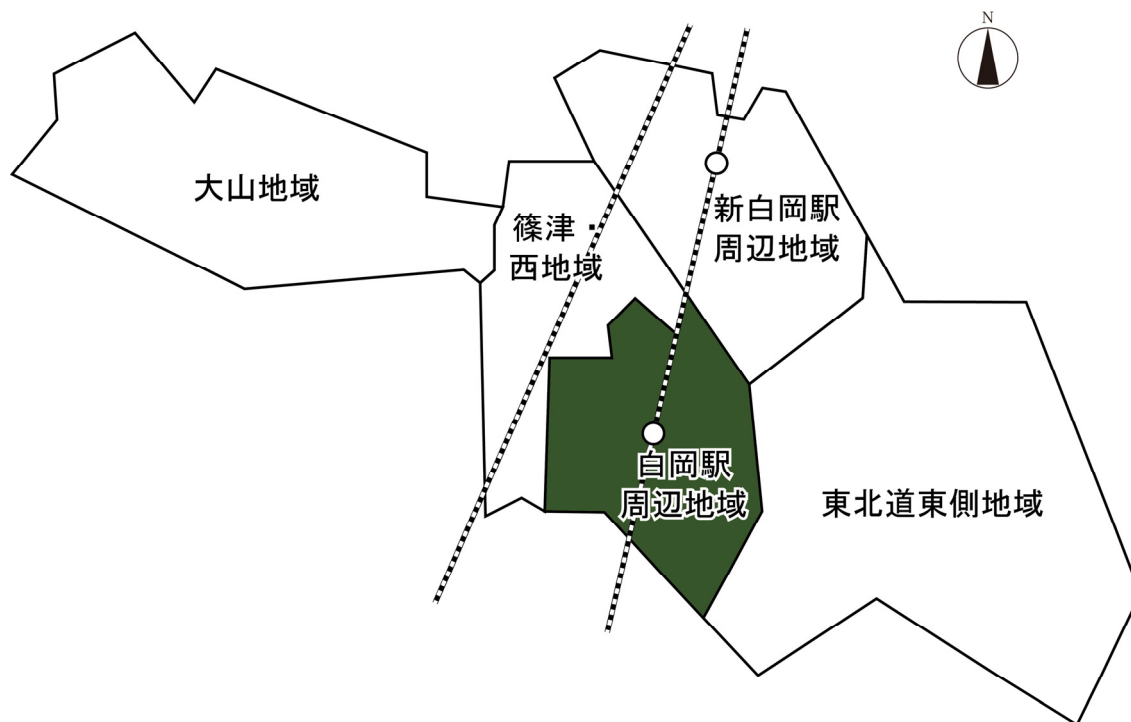 N
大山地域
篠津・
西地域
新白岡駅
周辺地域
白岡駅
周辺地域
東北道東側地域